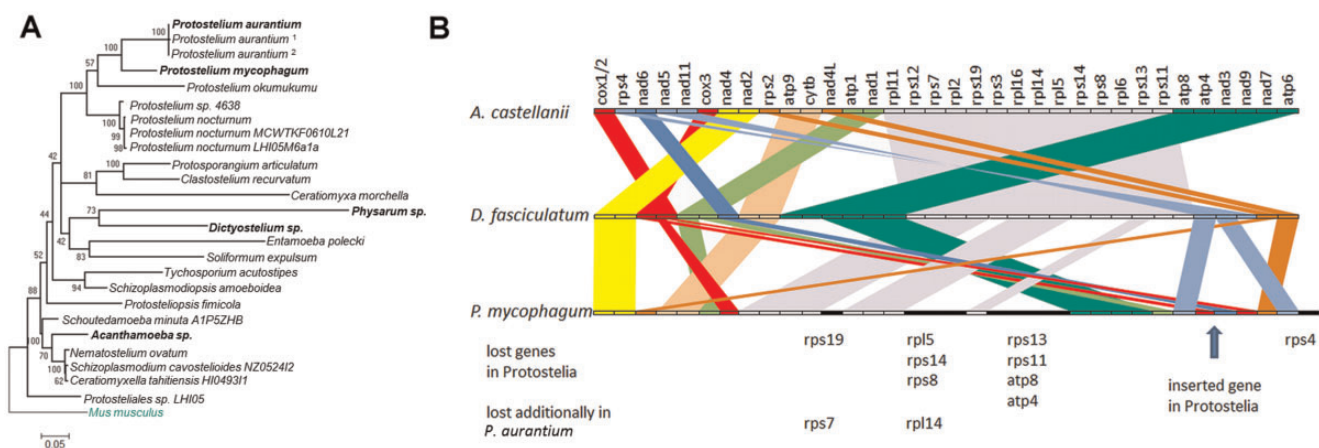 A
Protostelium aurantium
Protostelium aurantium 1
Protostelium aurantium 2
Protostelium mycophagum
Protostelium okumukumu
Protostelium sp. 4638
Protostelium nocturnum
Protostelium nocturnum MCWTKF0610L21
Protostelium nocturnum LHI05M6a1a
Protosporangium articulatum
Clastostelium recurvatum
Ceratiomyxa morchella
Physarum sp.
Dictyostelium sp.
Entamoeba polecki
Soliformum expulsum
Tychosporium acutostipes
Schizoplasmodiopsis amoeboidea
Protosteliopsis fimicola
Schoutedamoeba minuta A1P5ZHB
Acanthamoeba sp.
Nematostelium ovatum
Schizoplasmodium cavostelioides NZ0524I2
Ceratiomyxella tahitiensis HI0493I1
Protosteliales sp. LHI05
Mus musculus
100
100
100
57
100
100
99
98
42
100
81
44
73
42
83
52
94
88
70
100
62
0.05
B
cox1/2
rps4
nad6
nad5
nad11
cox3
nad4
nad2
rps2
atp9
cytb
nad4L
atp1
nad1
rpl11
rps12
rps7
rpl2
rps19
rps3
rpl16
rpl14
rpl5
rps14
rps8
rpl6
rps13
rps11
atp8
atp4
nad3
nad9
nad7
atp6
A. castellanii
D. fasciculatum
P. mycophagum
lost genes
in Protostelia
rps19
rpl5
rps14
rps8
rps13
rps11
atp8
atp4
inserted gene
in Protostelia
rps4
lost additionally in
P. aurantium
rps7
rpl14